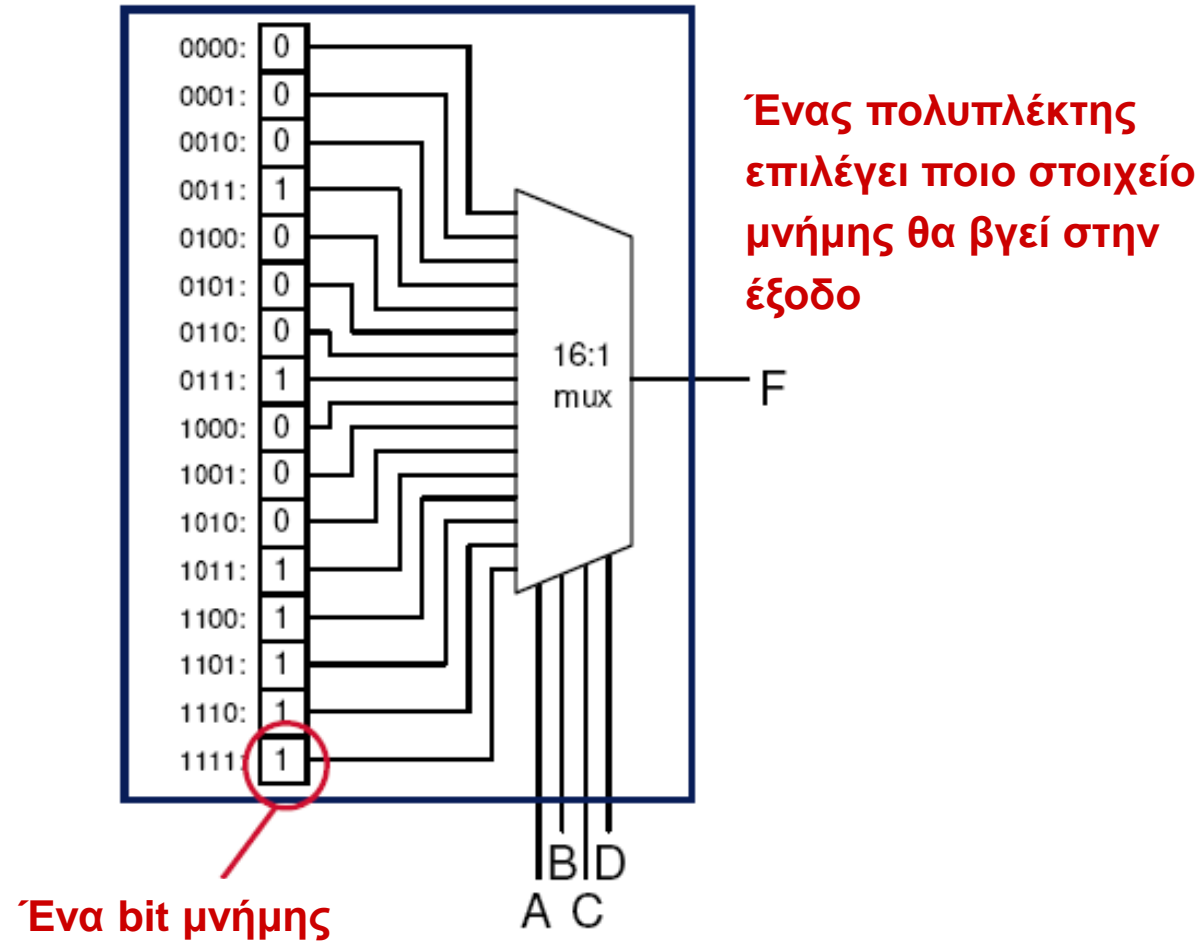 0000: 0
0001: 0
0010: 0
0011: 1
0100: 0
0101: 0
0110: 0
0111: 1
1000: 0
1001: 0
1010: 0
1011: 1
1100: 1
1101: 1
1110: 1
1111: 1
16:1
mux
F
Ένας πολυπλέκτης
επιλέγει ποιο στοιχείο
μνήμης θα βγεί στην
έξοδο
B D
A C
Ένα bit μνήμης